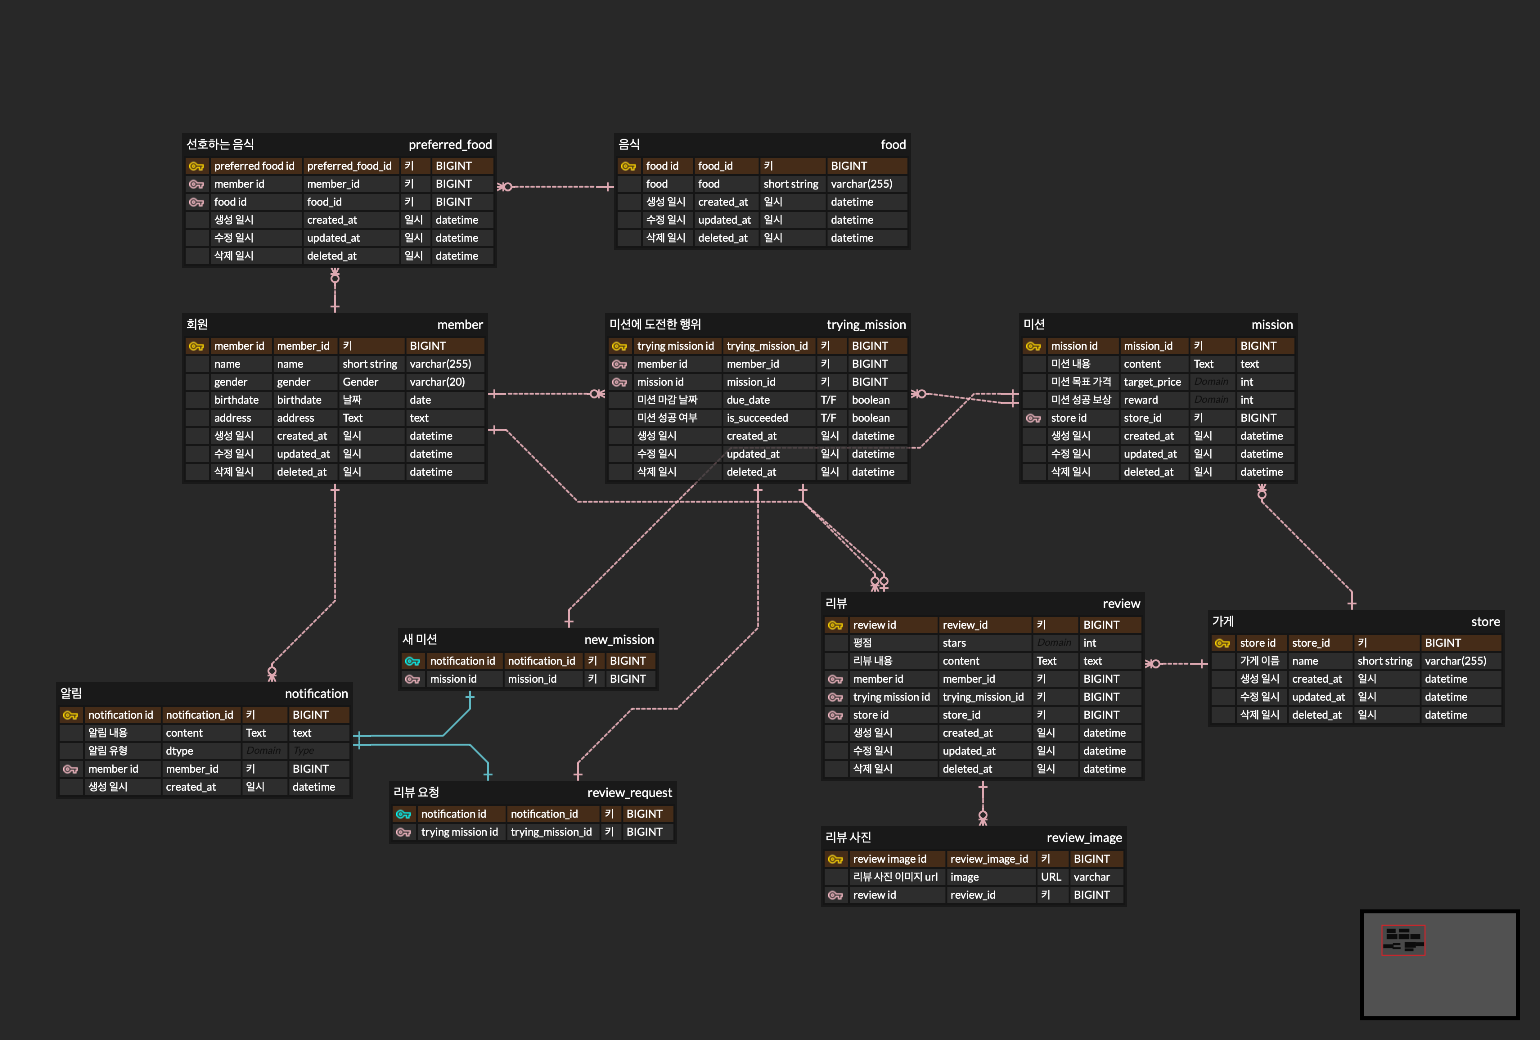 선호하는 음식 preferred_food
preferred food id preferred_food_id 키 BIGINT
member id member_id 키 BIGINT
food id food_id 키 BIGINT
생성 일시 created_at 일시 datetime
수정 일시 updated_at 일시 datetime
삭제 일시 deleted_at 일시 datetime
음식 food
food id food_id 키 BIGINT
food food short string varchar(255)
생성 일시 created_at 일시 datetime
수정 일시 updated_at 일시 datetime
삭제 일시 deleted_at 일시 datetime
회원 member
member id member_id 키 BIGINT
name name short string varchar(255)
gender gender Gender varchar(20)
birthdate birthdate 날짜 date
address address Text text
생성 일시 created_at 일시 datetime
수정 일시 updated_at 일시 datetime
삭제 일시 deleted_at 일시 datetime
미션에 도전한 행위 trying_mission
trying mission id trying_mission_id 키 BIGINT
member id member_id 키 BIGINT
mission id mission_id 키 BIGINT
미션 마감 날짜 due_date T/F boolean
미션 성공 여부 is_succeeded T/F boolean
생성 일시 created_at 일시 datetime
수정 일시 updated_at 일시 datetime
삭제 일시 deleted_at 일시 datetime
미션 mission
mission id mission_id 키 BIGINT
미션 내용 content Text text
미션 목표 가격 target_price Domain int
미션 성공 보상 reward Domain int
store id store_id 키 BIGINT
생성 일시 created_at 일시 datetime
수정 일시 updated_at 일시 datetime
삭제 일시 deleted_at 일시 datetime
새 미션 new_mission
notification id notification_id 키 BIGINT
mission id mission_id 키 BIGINT
리뷰 review
review id review_id 키 BIGINT
평점 stars Domain int
리뷰 내용 content Text text
member id member_id 키 BIGINT
trying mission id trying_mission_id 키 BIGINT
store id store_id 키 BIGINT
생성 일시 created_at 일시 datetime
수정 일시 updated_at 일시 datetime
삭제 일시 deleted_at 일시 datetime
가게 store
store id store_id 키 BIGINT
가게 이름 name short string varchar(255)
생성 일시 created_at 일시 datetime
수정 일시 updated_at 일시 datetime
삭제 일시 deleted_at 일시 datetime
알림 notification
notification id notification_id 키 BIGINT
알림 내용 content Text text
알림 유형 dtype Domain Type
member id member_id 키 BIGINT
생성 일시 created_at 일시 datetime
리뷰 요청 review_request
notification id notification_id 키 BIGINT
trying mission id trying_mission_id 키 BIGINT
리뷰 사진 review_image
review image id review_image_id 키 BIGINT
리뷰 사진 이미지 url image URL varchar
review id review_id 키 BIGINT